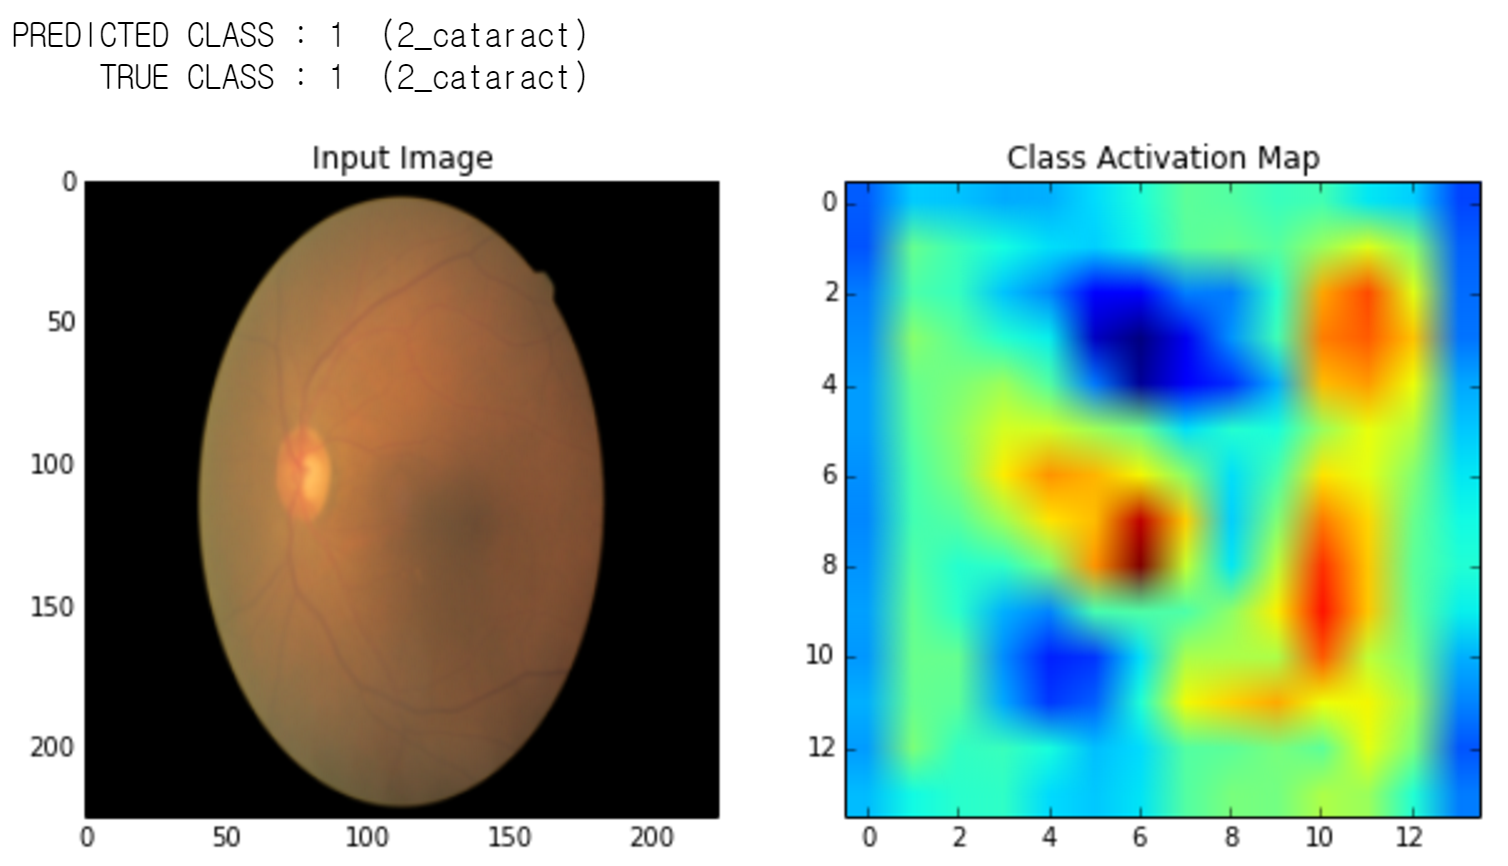 PREDICTED CLASS : 1 (2_cataract)
TRUE CLASS : 1 (2_cataract)
Input Image
0
50
100
150
200
0 50 100 150 200
Class Activation Map
0
2
4
6
8
10
12
0 2 4 6 8 10 12